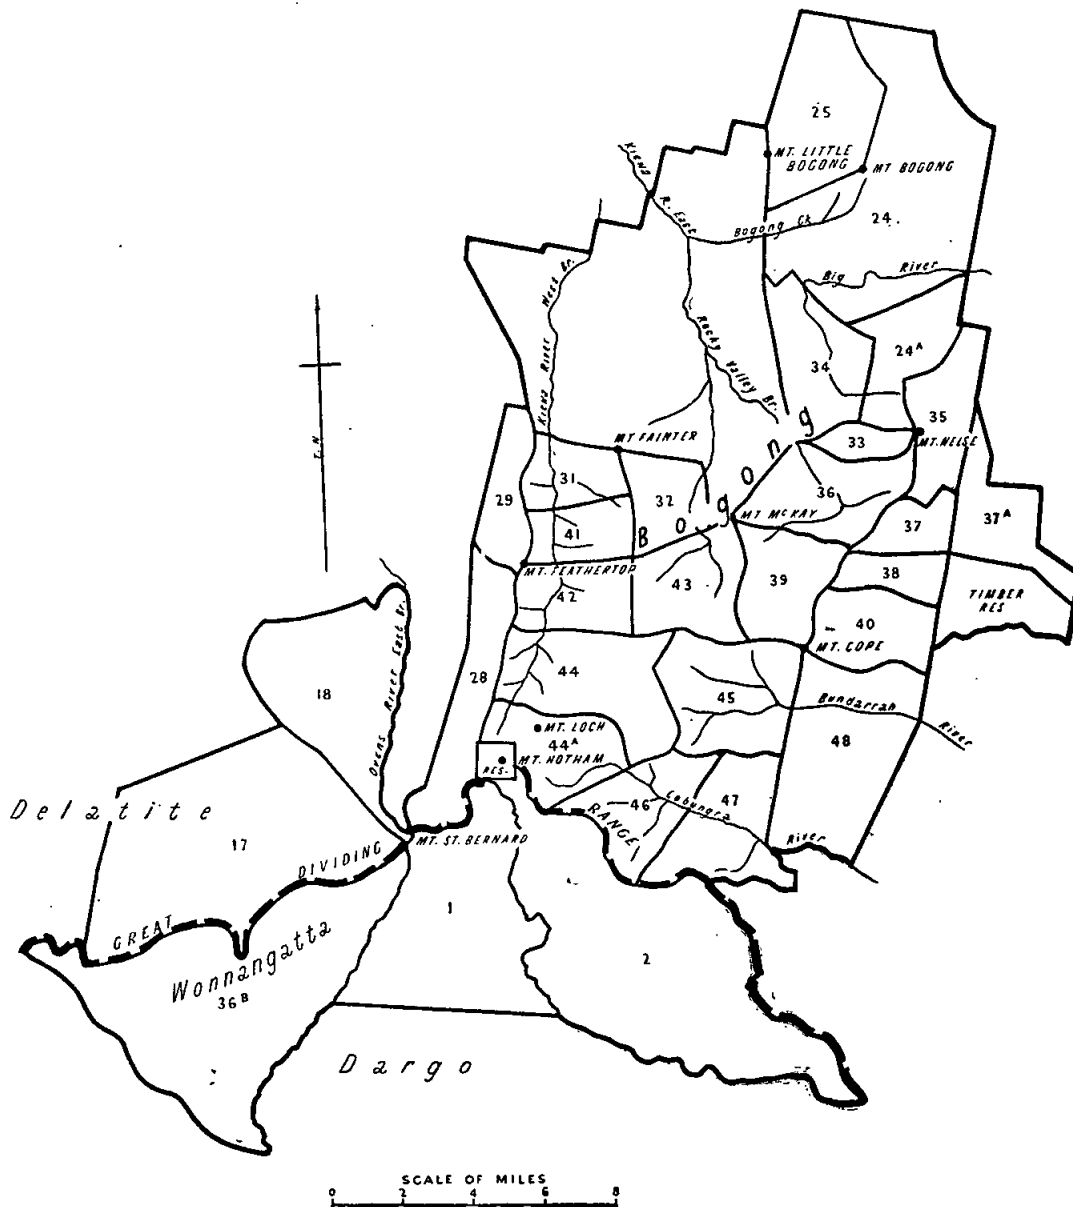 25
MT. LITTLE
BOGONG
MT BOGONG
Kiewa
R. East
Bogong Ck
24
Big River
Kiewa River West Br.
Rocky Valley Br.
T.N
34
24A
35
MT. FAINTER
33
MT. NELSE
29
31
32
36
Bogong
MT MCKAY
37
37A
41
MT. FEATHERTOP
43
39
38
TIMBER
RES
42
40
MT. COPE
Ovens River East Br.
18
28
44
45
Bundarrah
River
MT. LOCH
44A
MT. HOTHAM
RES.
48
Delatite
46
47
Cobungra
River
RANGE
17
MT. ST. BERNARD
DIVIDING
GREAT
1
2
Wonnangatta
36B
Dargo
SCALE OF MILES
0 2 4 6 8